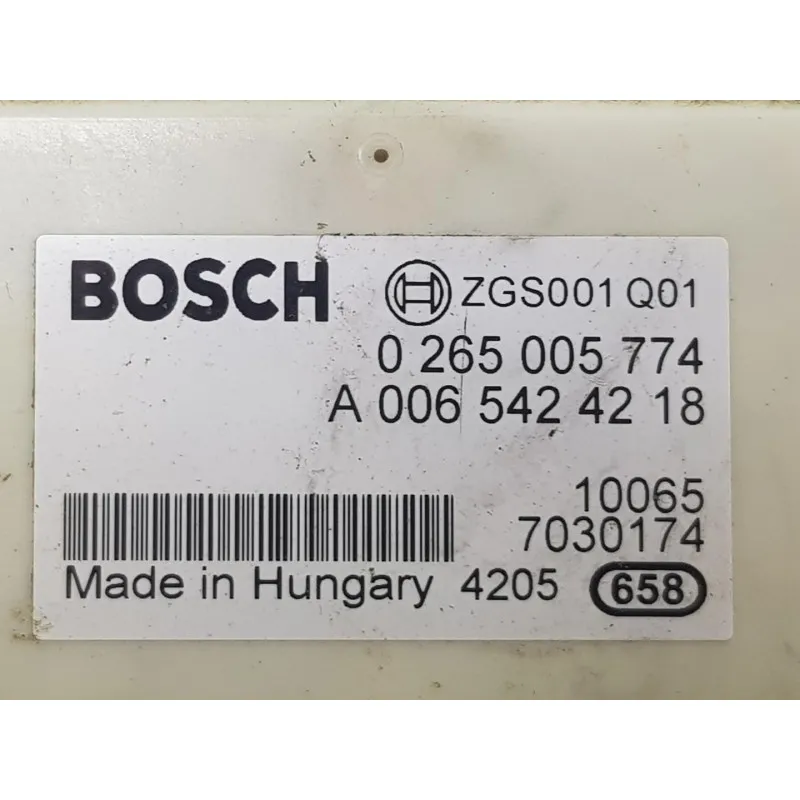 BOSCH ZGS001 Q01
0 265 005 774
A 006 542 42 18
10065
7030174
Made in Hungary 4205 658